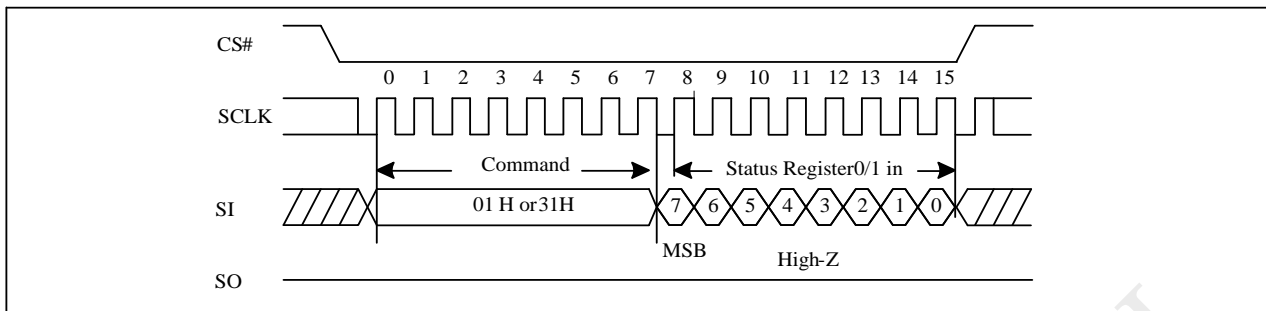 CS#
0 1 2 3 4 5 6 7 8 9 10 11 12 13 14 15
SCLK
Command
Status Register0/1 in
SI
01 H or31H
7 6 5 4 3 2 1 0
MSB
High-Z
SO